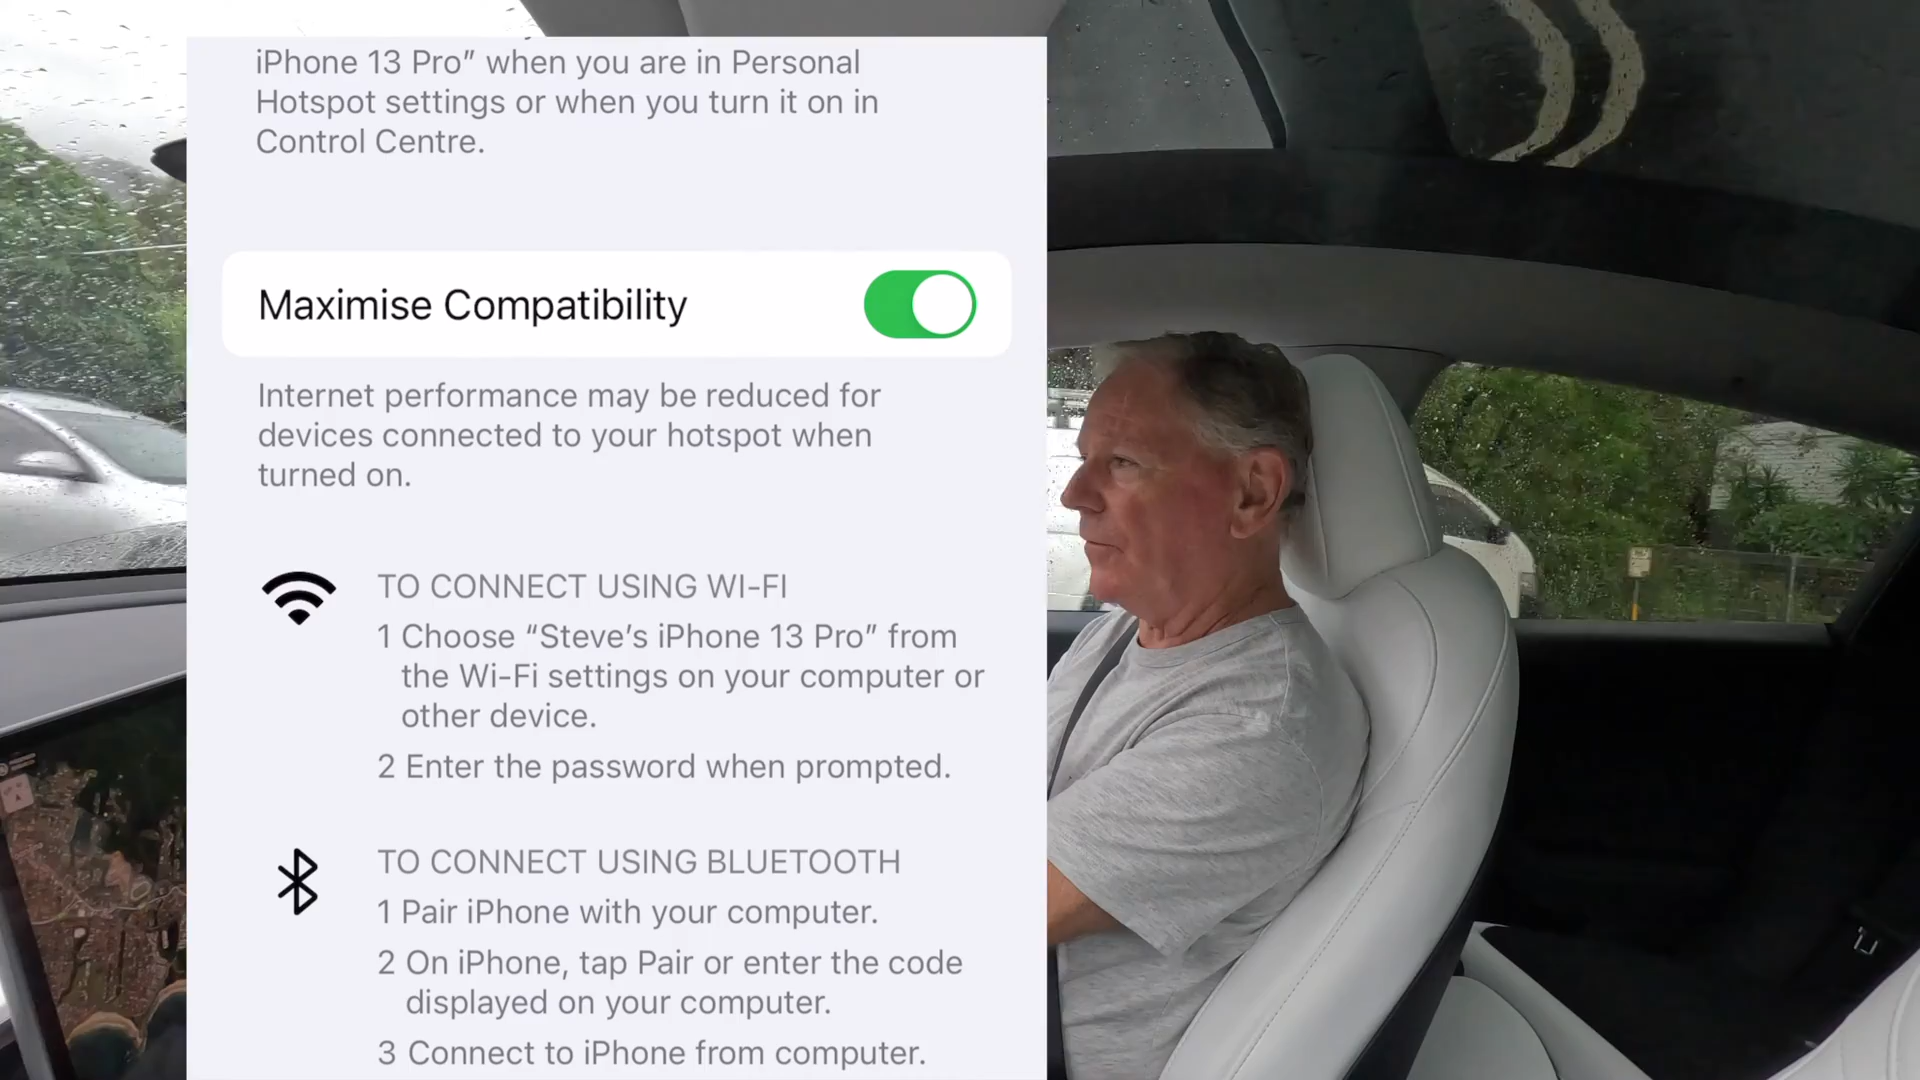 iPhone 13 Pro” when you are in Personal
Hotspot settings or when you turn it on in
Control Centre.
Maximise Compatibility
Internet performance may be reduced for
devices connected to your hotspot when
turned on.
TO CONNECT USING WI-FI
1 Choose “Steve’s iPhone 13 Pro” from
the Wi-Fi settings on your computer or
other device.
2 Enter the password when prompted.
TO CONNECT USING BLUETOOTH
1 Pair iPhone with your computer.
2 On iPhone, tap Pair or enter the code
displayed on your computer.
3 Connect to iPhone from computer.